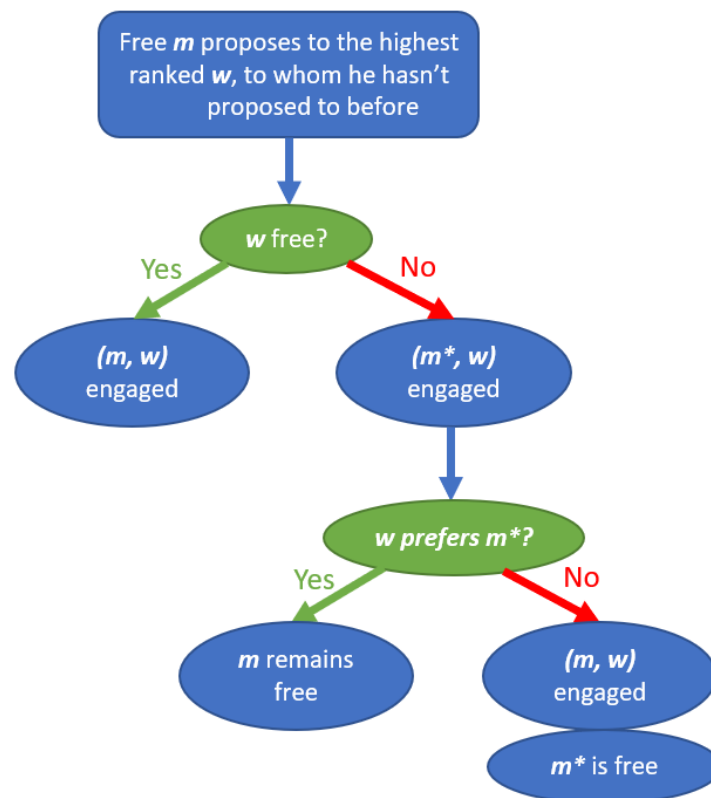 Free m proposes to the highest
ranked w, to whom he hasn't
proposed to before
w free?
Yes
No
(m, w)
engaged
(m*, w)
engaged
w prefers m*?
Yes
No
m remains
free
(m, w)
engaged
m* is free